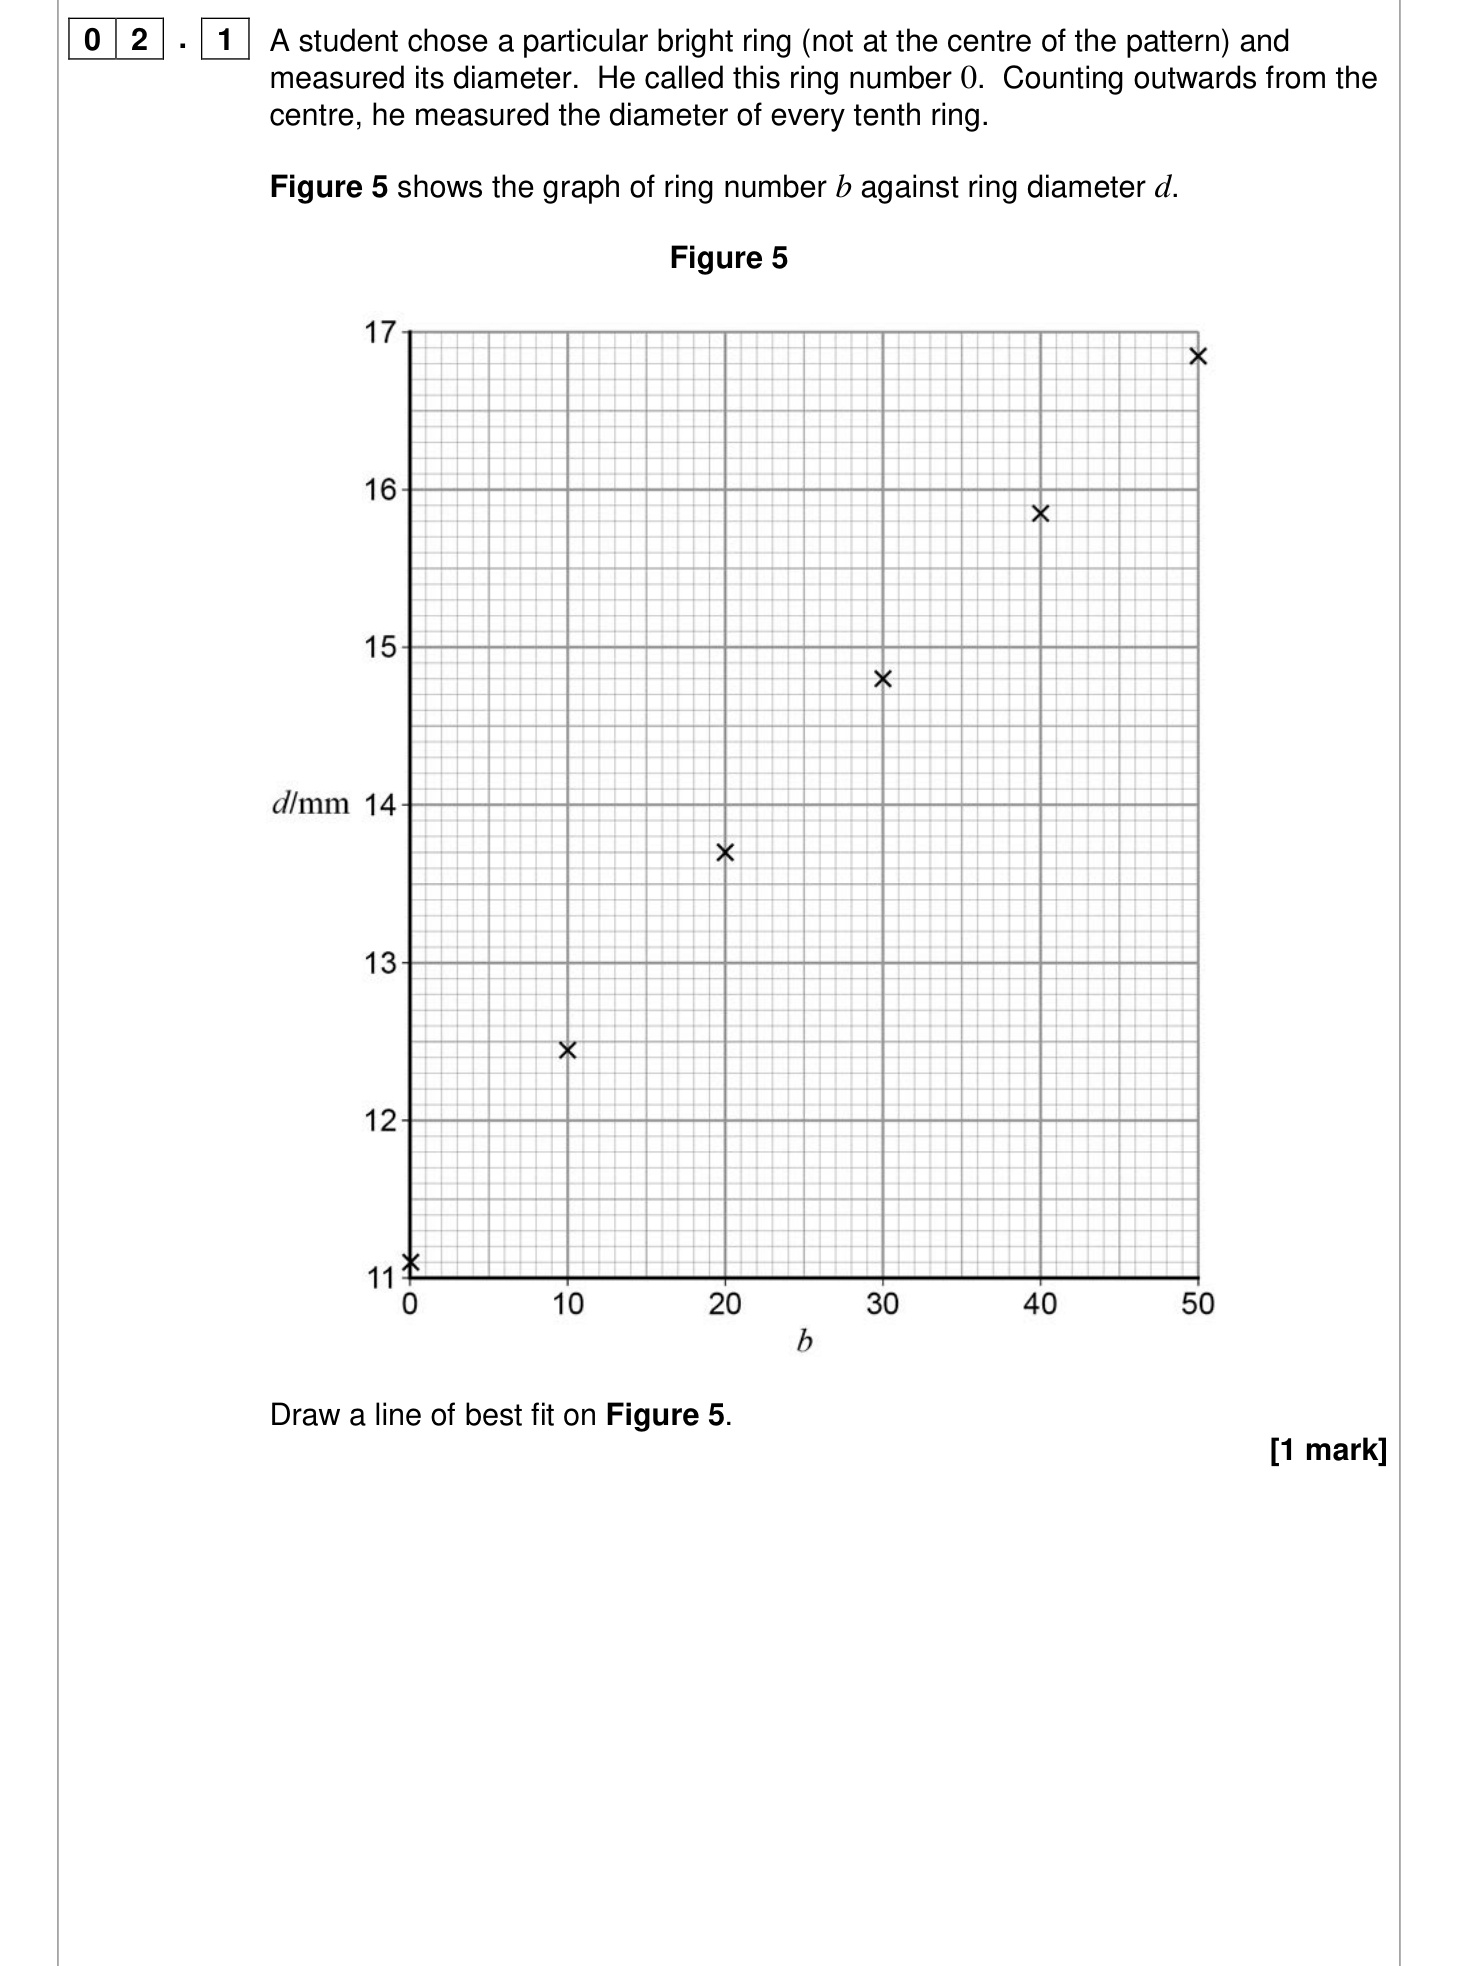 0 2 . 1 A student chose a particular bright ring (not at the centre of the pattern) and
measured its diameter. He called this ring number 0. Counting outwards from the
centre, he measured the diameter of every tenth ring.
Figure 5 shows the graph of ring number b against ring diameter d.
Figure 5
17
16
15
d/mm 14
13
12
11
0 10 20 30 40 50
b
Draw a line of best fit on Figure 5.
[1 mark]